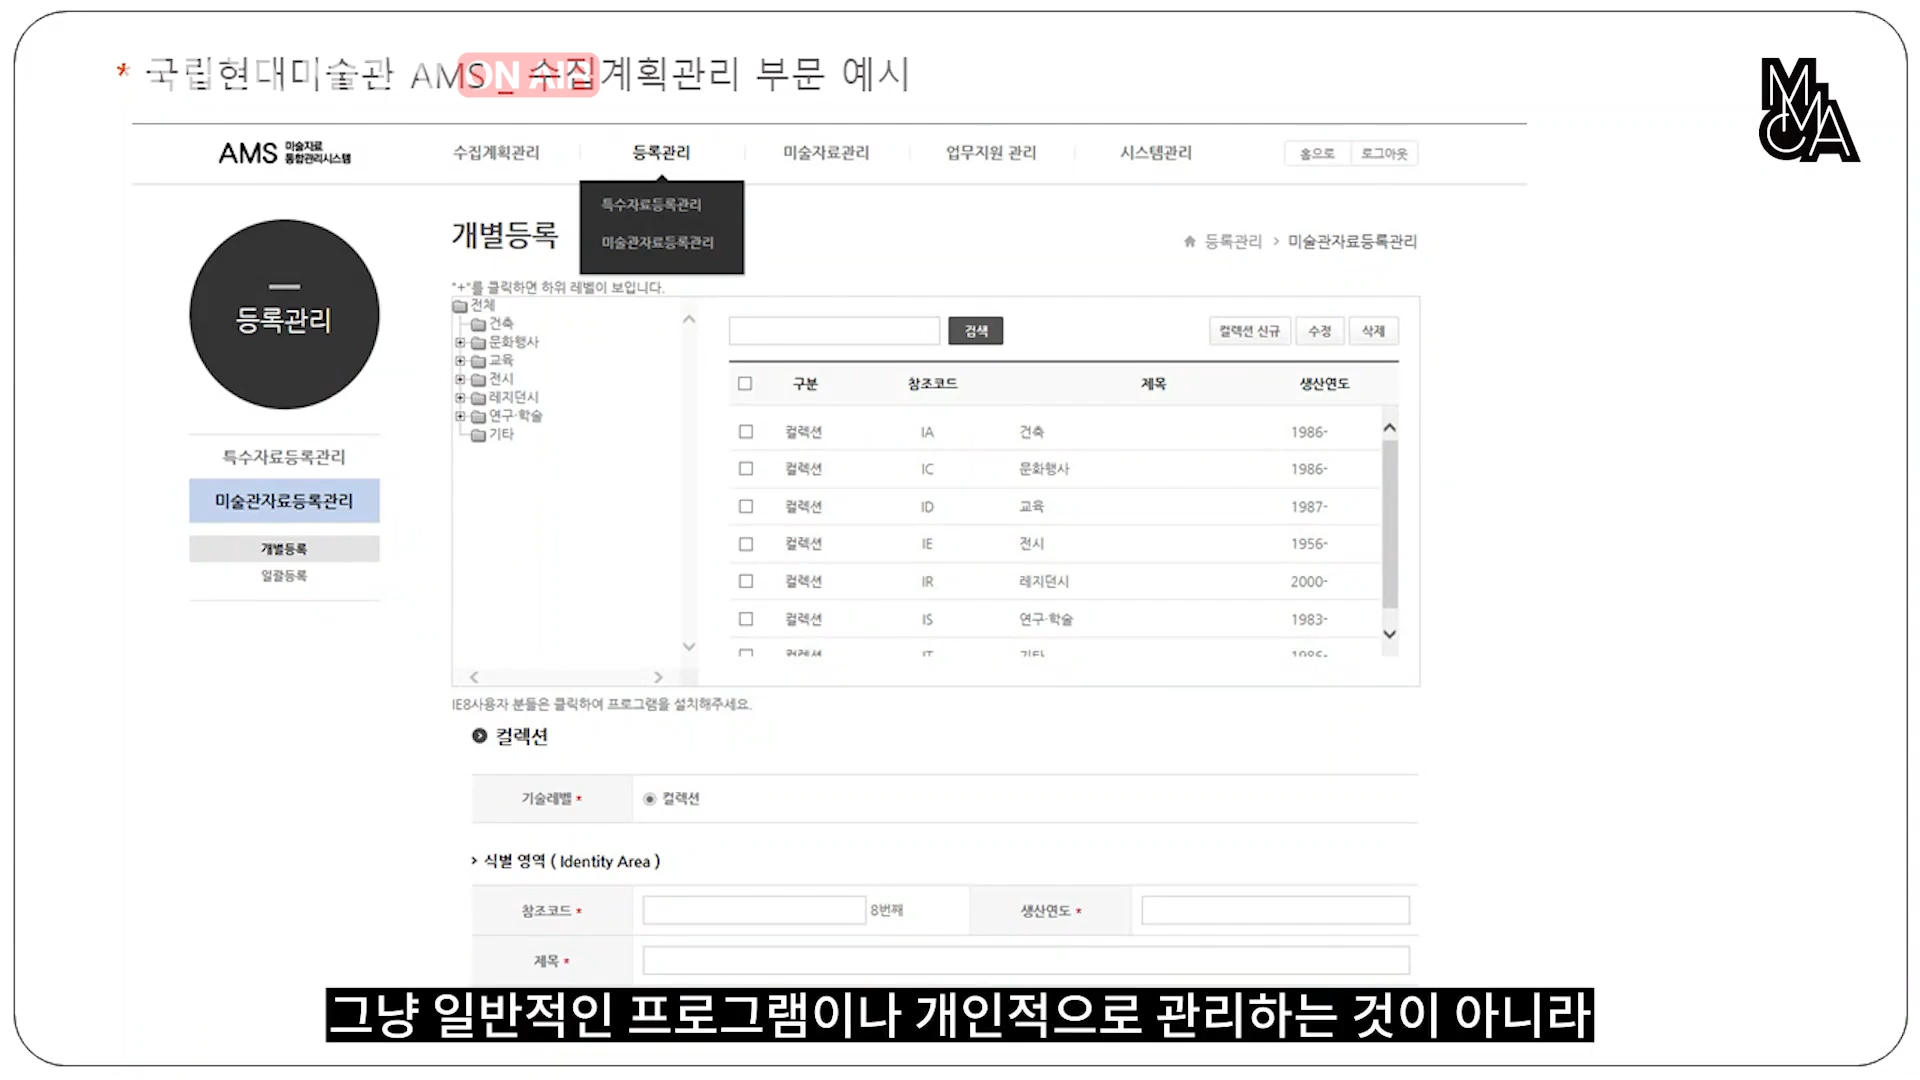 * 국립현대미술관 AMS _ 수집계획관리 부문 예시
ON AIR
MMCA
AMS 미술자료
통합관리시스템
수집계획관리
등록관리
미술자료관리
업무지원 관리
시스템관리
홈으로
로그아웃
특수자료등록관리
미술관자료등록관리
등록관리
특수자료등록관리
미술관자료등록관리
개별등록
일괄등록
개별등록
등록관리 > 미술관자료등록관리
"+"를 클릭하면 하위 레벨이 보입니다.
전체
건축
문화행사
교육
전시
레지던시
연구·학술
기타
검색
컬렉션 신규
수정
삭제
구분 참조코드 제목 생산연도
컬렉션 IA 건축 1986-
컬렉션 IC 문화행사 1986-
컬렉션 ID 교육 1987-
컬렉션 IE 전시 1956-
컬렉션 IR 레지던시 2000-
컬렉션 IS 연구·학술 1983-
컬렉션 IT 기타 1986-
IE8사용자 분들은 클릭하여 프로그램을 설치해주세요.
컬렉션
기술레벨 * 컬렉션
> 식별 영역 ( Identity Area )
참조코드 * 8번째 생산연도 *
제목 *
그냥 일반적인 프로그램이나 개인적으로 관리하는 것이 아니라